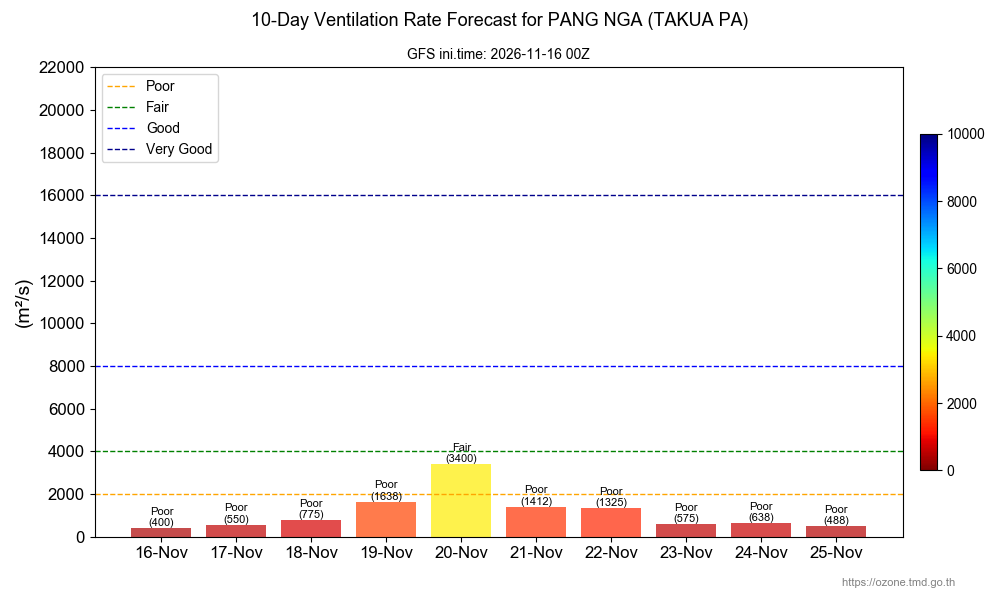 10-Day Ventilation Rate Forecast for PANG NGA (TAKUA PA)
GFS ini.time: 2026-11-16 00Z
22000
20000
18000
16000
14000
12000
10000
8000
6000
4000
2000
0
(m²/s)
Poor
Fair
Good
Very Good
Poor
(400)
Poor
(550)
Poor
(775)
Poor
(1638)
Fair
(3400)
Poor
(1412)
Poor
(1325)
Poor
(575)
Poor
(638)
Poor
(488)
16-Nov 17-Nov 18-Nov 19-Nov 20-Nov 21-Nov 22-Nov 23-Nov 24-Nov 25-Nov
10000
8000
6000
4000
2000
0
https://ozone.tmd.go.th